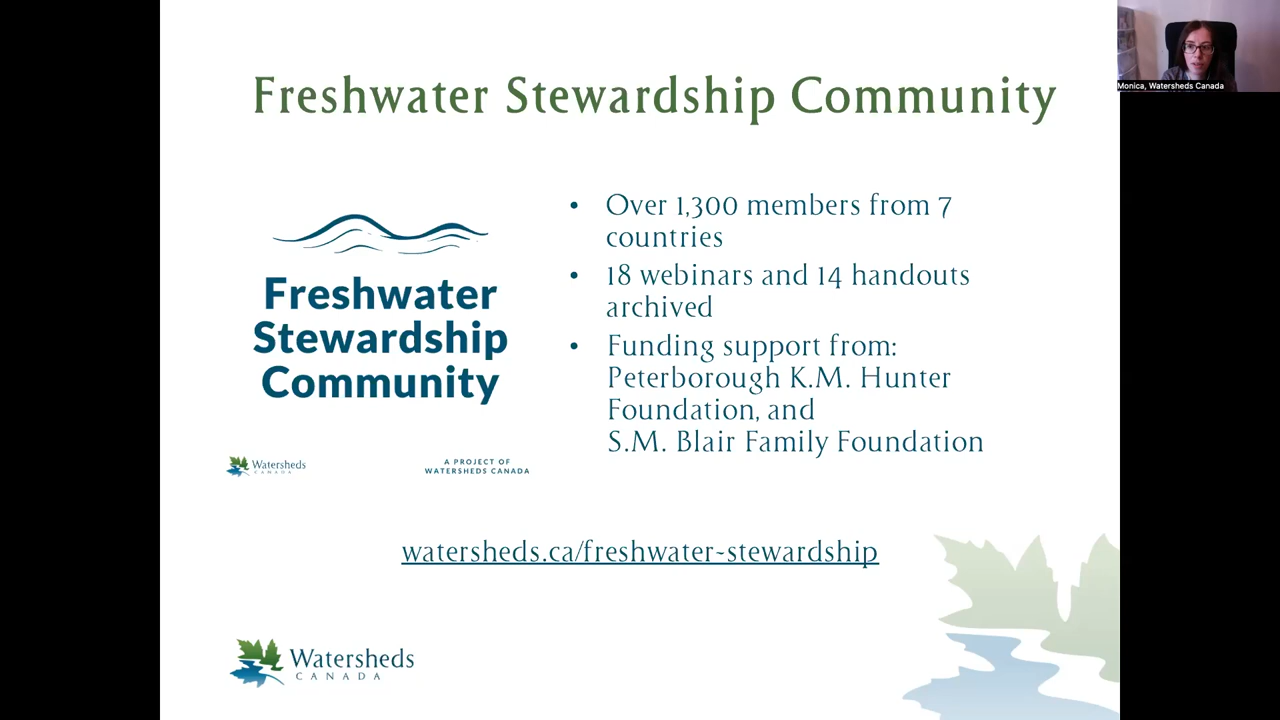 Freshwater Stewardship Community
Monica, Watersheds Canada
Freshwater
Stewardship
Community
Watersheds
CANADA
A PROJECT OF
WATERSHEDS CANADA
• Over 1,300 members from 7
countries
• 18 webinars and 14 handouts
archived
• Funding support from:
Peterborough K.M. Hunter
Foundation, and
S.M. Blair Family Foundation
watersheds.ca/freshwater-stewardship
Watersheds
CANADA